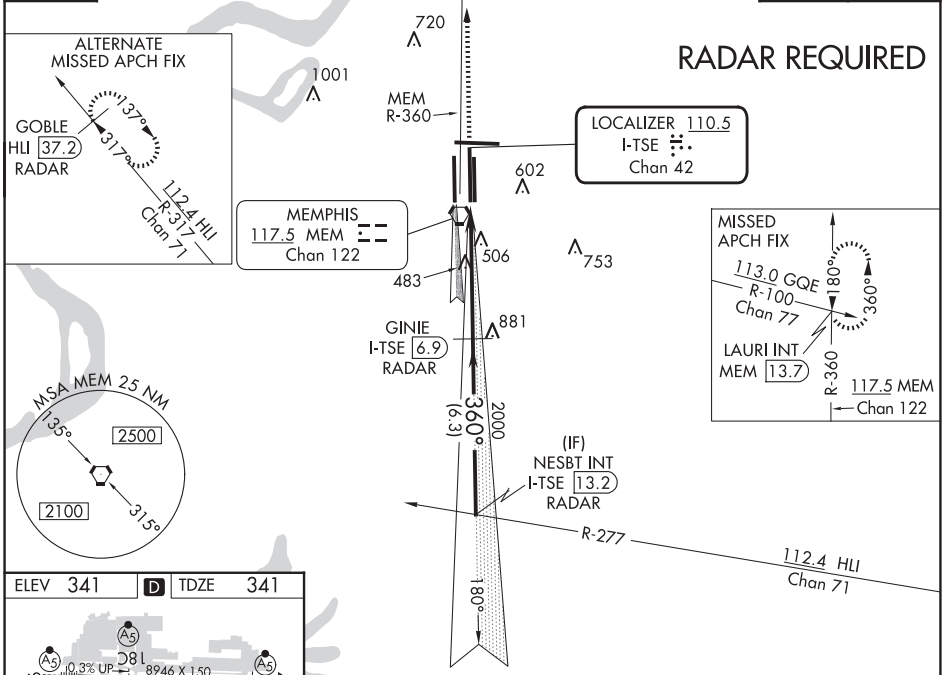 RADAR REQUIRED
ALTERNATE
MISSED APCH FIX
137°
317°
GOBLE
HLI 37.2
RADAR
112.4 HLI
R-317
Chan 71
720
1001
MEM
R-360
LOCALIZER 110.5
I-TSE
Chan 42
602
MEMPHIS
117.5 MEM
Chan 122
506
753
483
MISSED
APCH FIX
180°
360°
113.0 GQE
R-100
Chan 77
LAURI INT
MEM 13.7
R-360
117.5 MEM
Chan 122
GINIE
I-TSE 6.9
RADAR
881
360°
2000
(6.3)
MSA MEM 25 NM
135°
2500
2100
315°
(IF)
NESBT INT
I-TSE 13.2
RADAR
R-277
112.4 HLI
Chan 71
180°
ELEV 341
D
TDZE 341
A5
18C
A5
0.3% UP
8946 X 150
A5